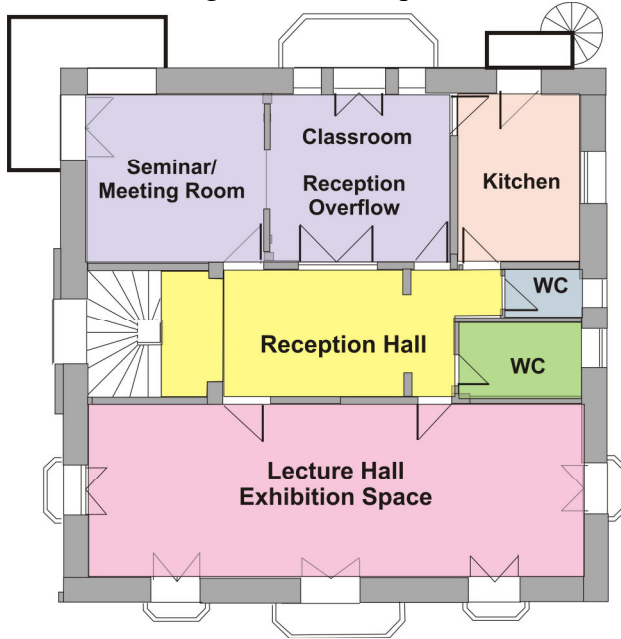 Classroom
Seminar/
Meeting Room
Reception
Overflow
Kitchen
WC
Reception Hall
WC
Lecture Hall
Exhibition Space